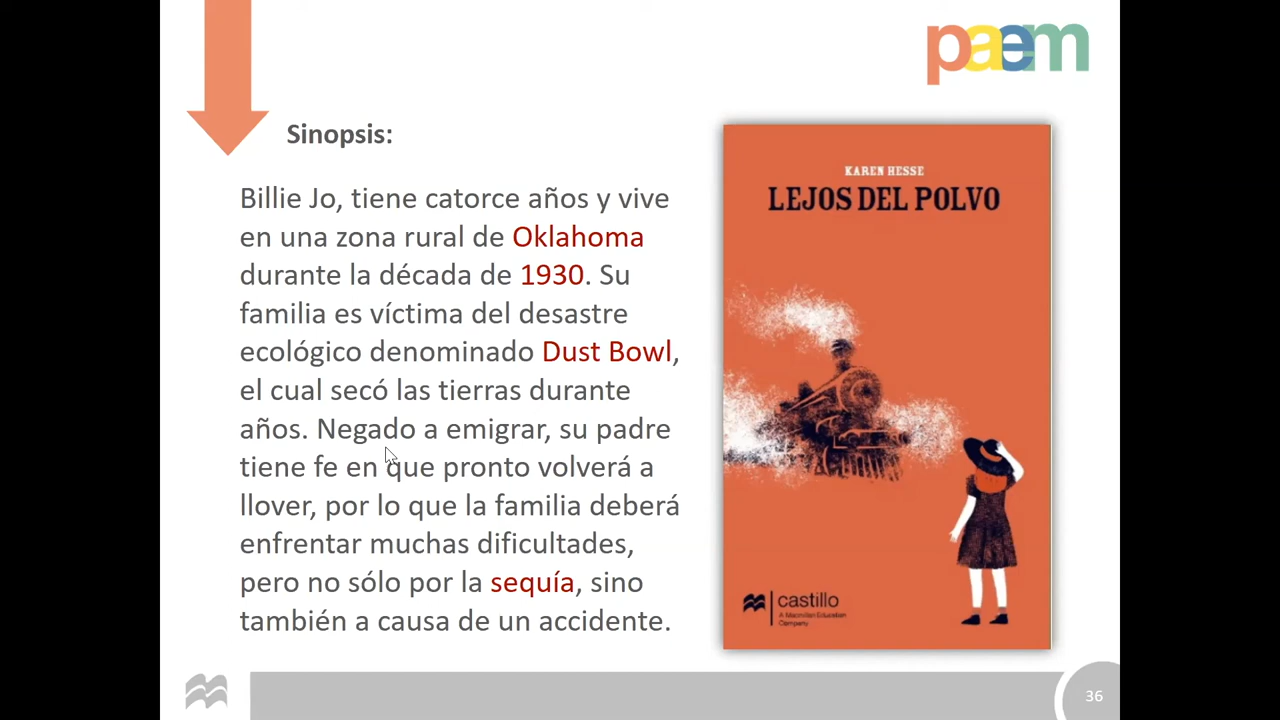 paem
Sinopsis:
Billie Jo, tiene catorce años y vive
en una zona rural de Oklahoma
durante la década de 1930. Su
familia es víctima del desastre
ecológico denominado Dust Bowl,
el cual secó las tierras durante
años. Negado a emigrar, su padre
tiene fe en que pronto volverá a
llover, por lo que la familia deberá
enfrentar muchas dificultades,
pero no sólo por la sequía, sino
también a causa de un accidente.
KAREN HESSE
LEJOS DEL POLVO
castillo
A Macmillan Education
Company
36